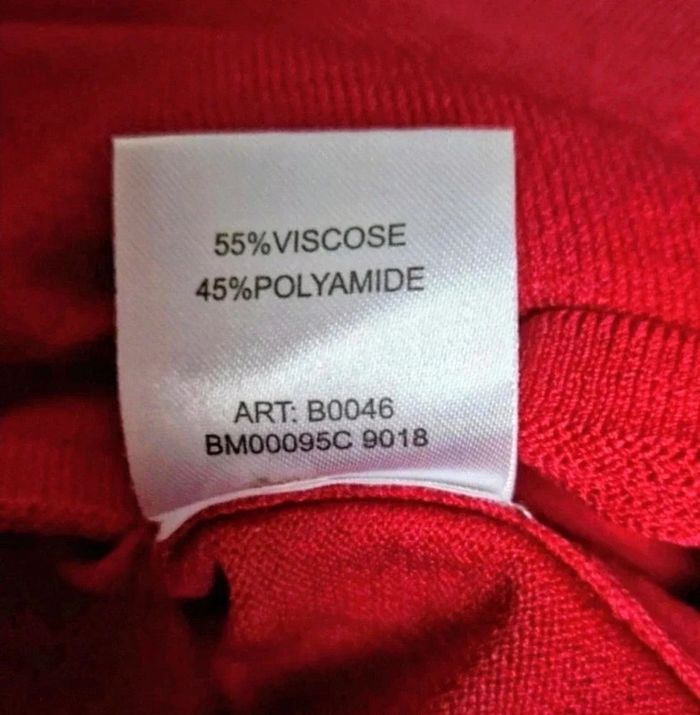 55%VISCOSE
45%POLYAMIDE
ART: B0046
BM00095C 9018